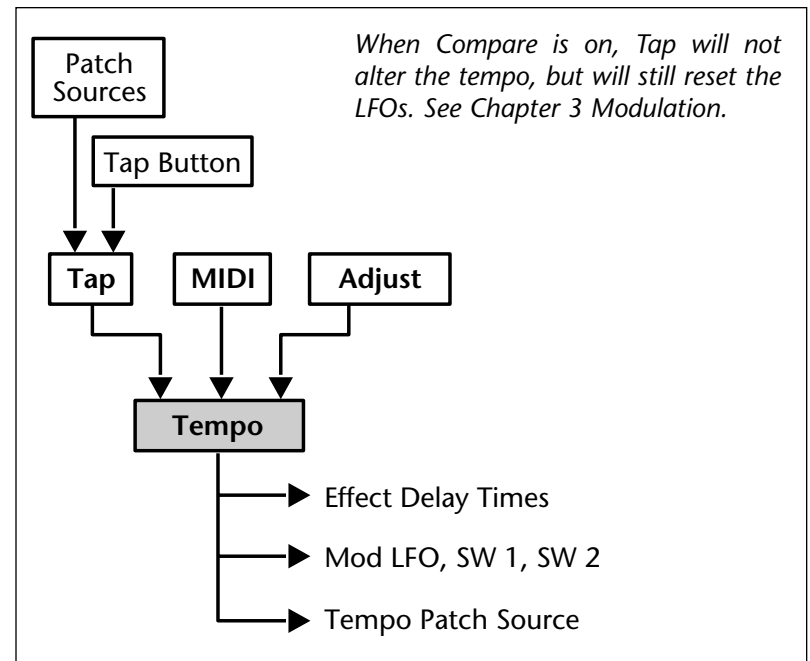 When Compare is on, Tap will not
alter the tempo, but will still reset the
LFOs. See Chapter 3 Modulation.
Patch
Sources
Tap Button
Tap
MIDI
Adjust
Tempo
Effect Delay Times
Mod LFO, SW 1, SW 2
Tempo Patch Source